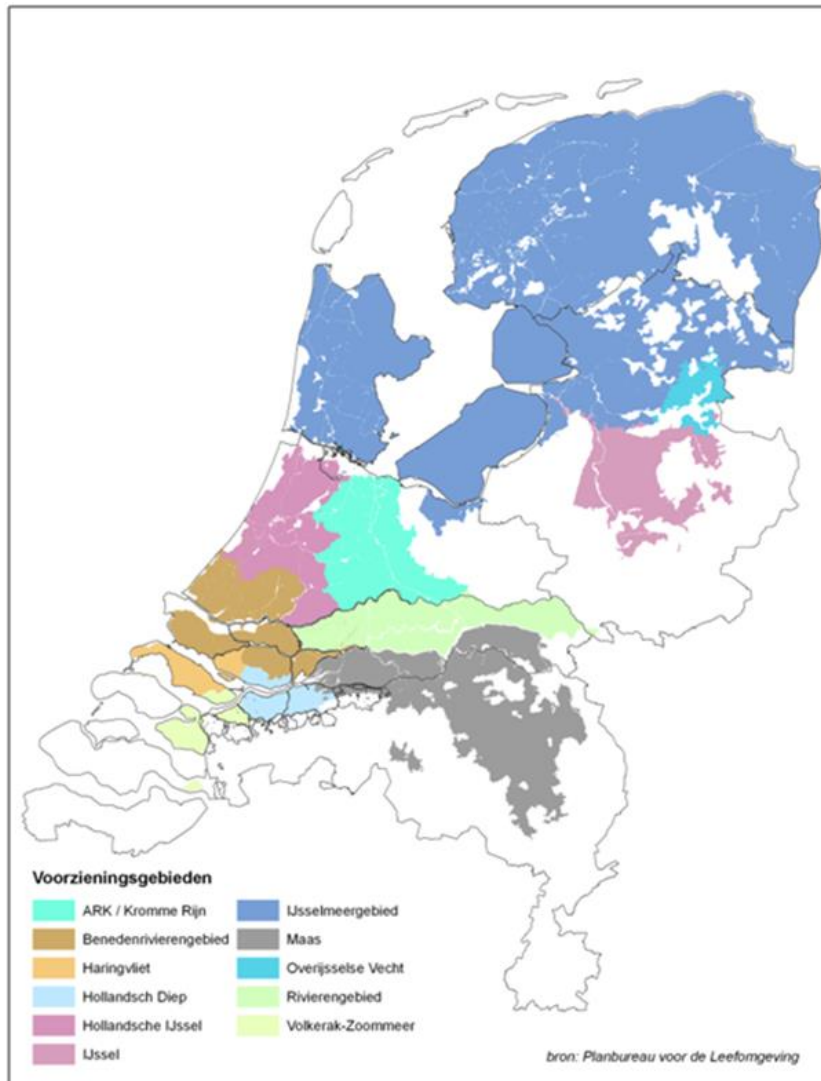 Voorzieningsgebieden
ARK / Kromme Rijn
Benedenrivierengebied
Haringvliet
Hollandsch Diep
Hollandsche IJssel
IJssel
IJsselmeergebied
Maas
Overijsselse Vecht
Rivierengebied
Volkerak-Zoommeer
bron: Planbureau voor de Leefomgeving